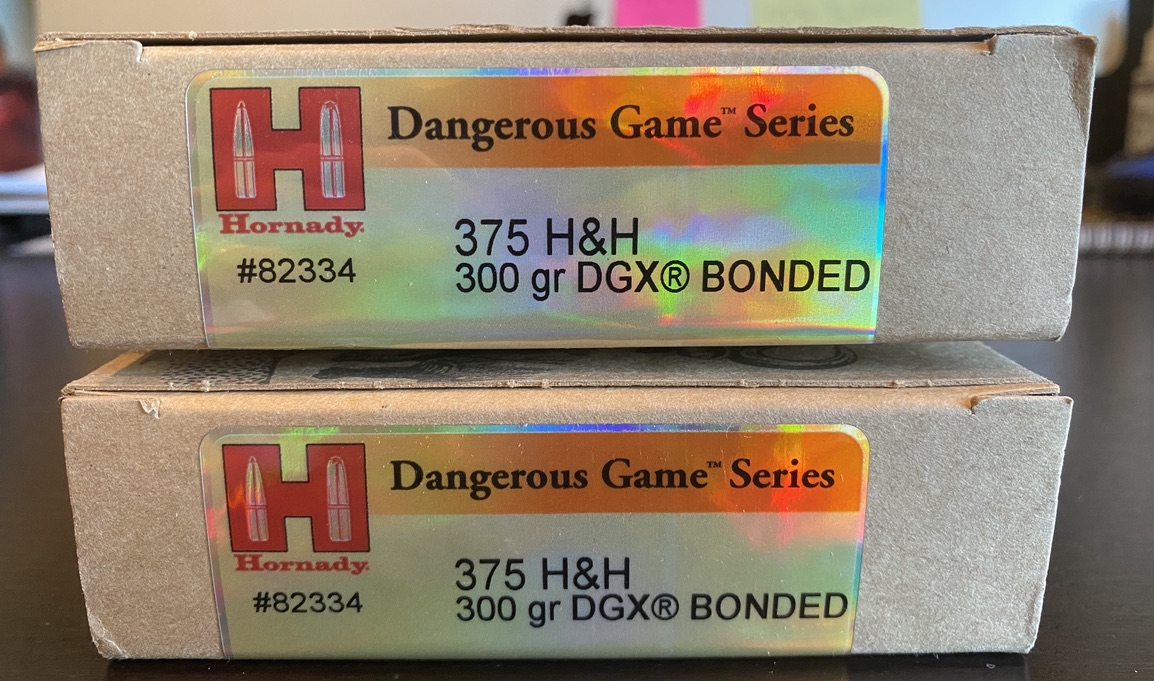 Dangerous Game™ Series
Hornady.
#82334
375 H&H
300 gr DGX® BONDED
Dangerous Game™ Series
Hornady.
#82334
375 H&H
300 gr DGX® BONDED